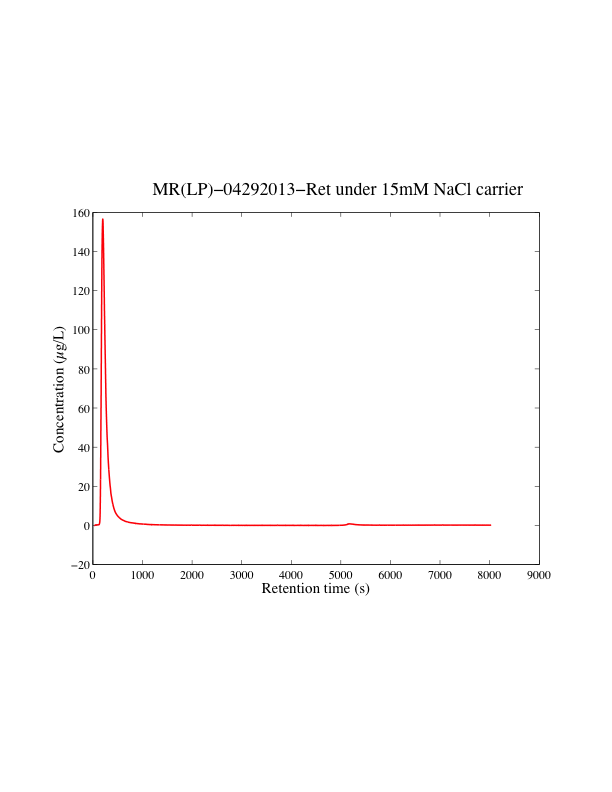 MR(LP)−04292013−Ret under 15mM NaCl carrier
160
140
120
100
80
60
40
20
0
−20
Concentration (µg/L)
0 1000 2000 3000 4000 5000 6000 7000 8000 9000
Retention time (s)